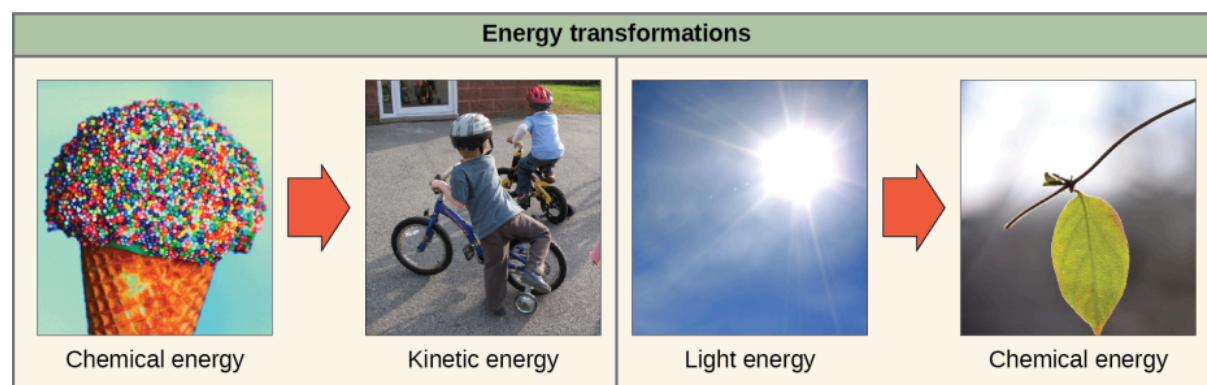 Energy transformations
Chemical energy
Kinetic energy
Light energy
Chemical energy